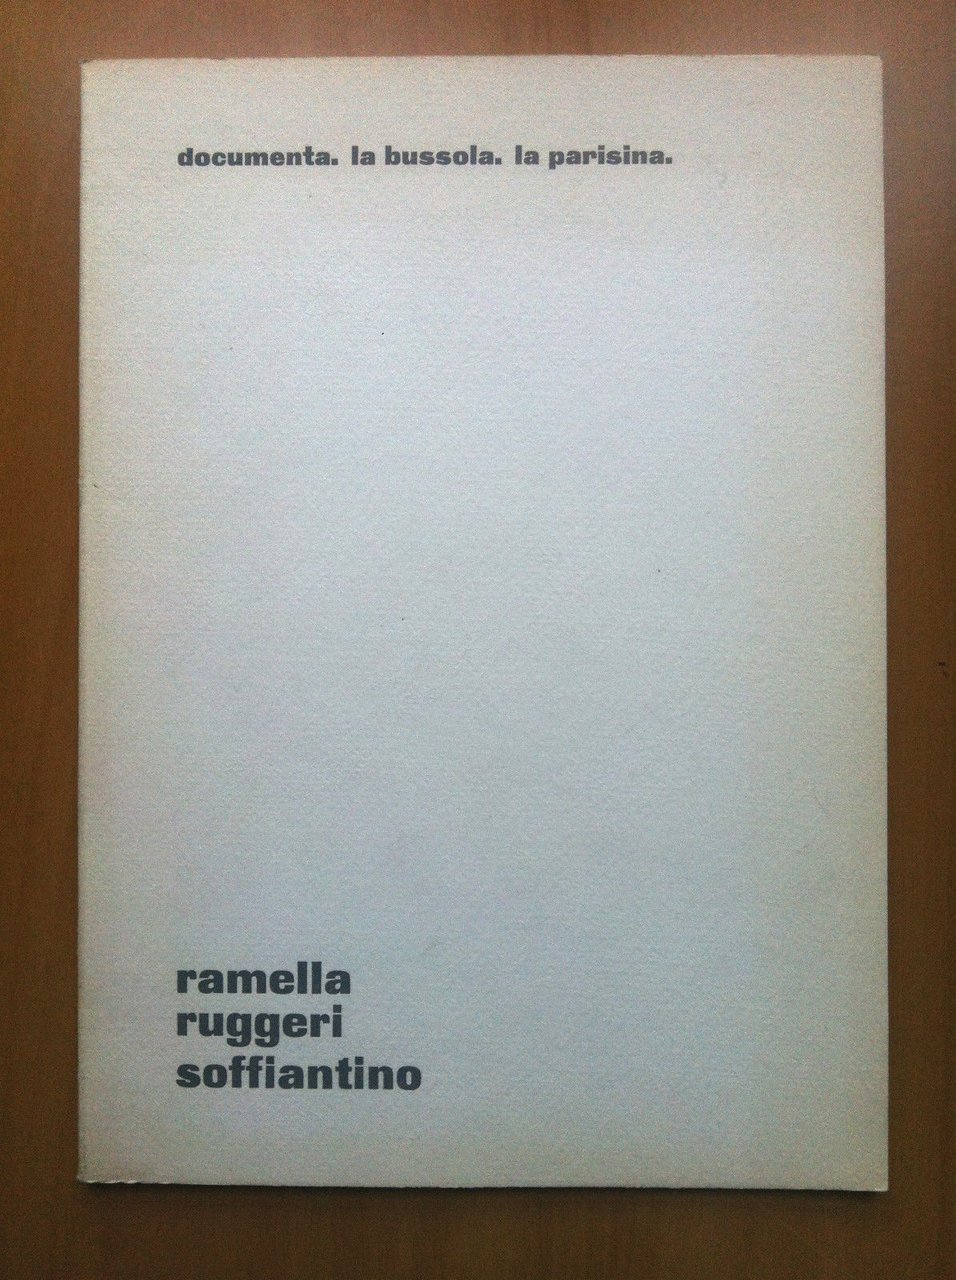 documenta. la bussola. la parisina.
ramella
ruggeri
soffiantino